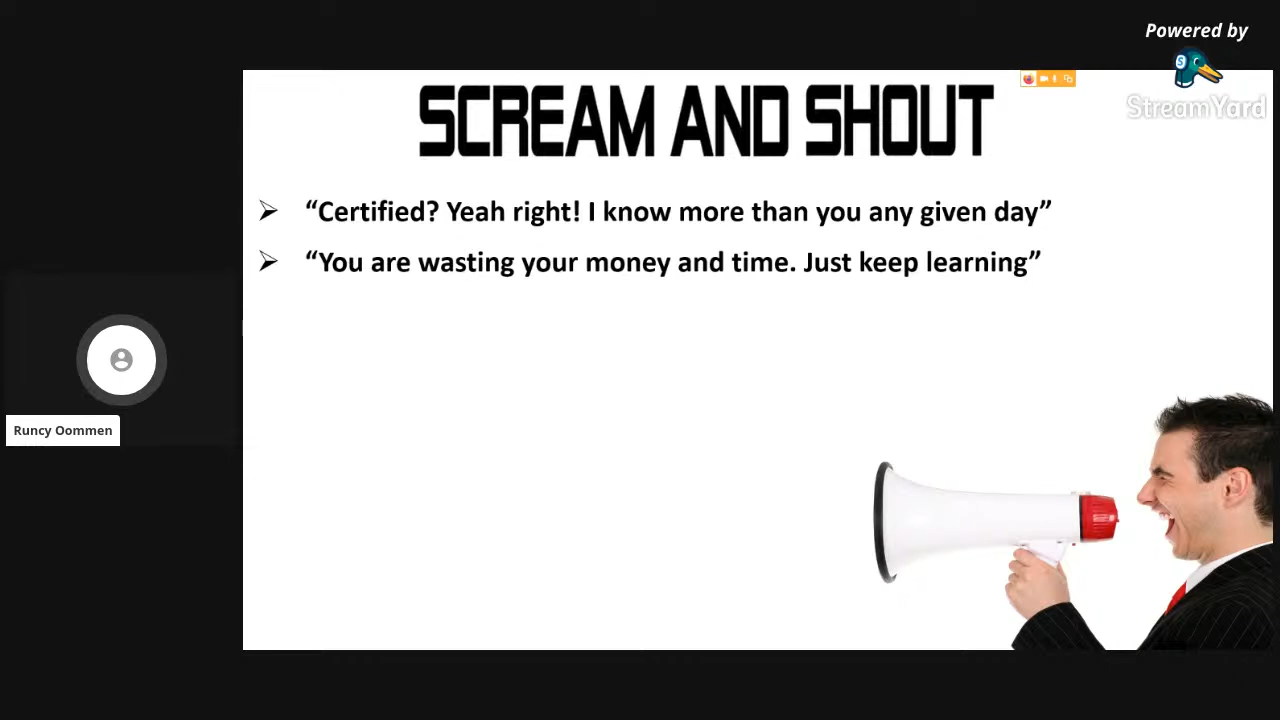 Powered by
StreamYard
SCREAM AND SHOUT
“Certified? Yeah right! I know more than you any given day”
“You are wasting your money and time. Just keep learning”
Runcy Oommen